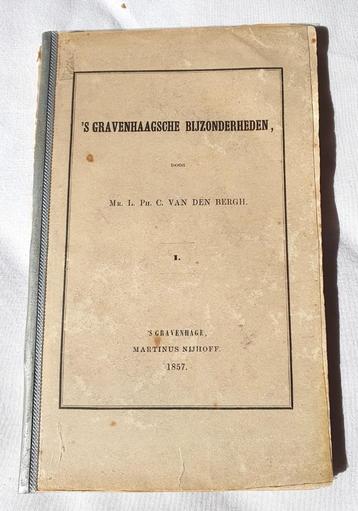 'S GRAVENHAAGSCHE BIJZONDERHEDEN,
DOOR
MR. L. PH. C. VAN DEN BERGH.
I.
'S GRAVENHAGE,
MARTINUS NIJHOFF.
1857.